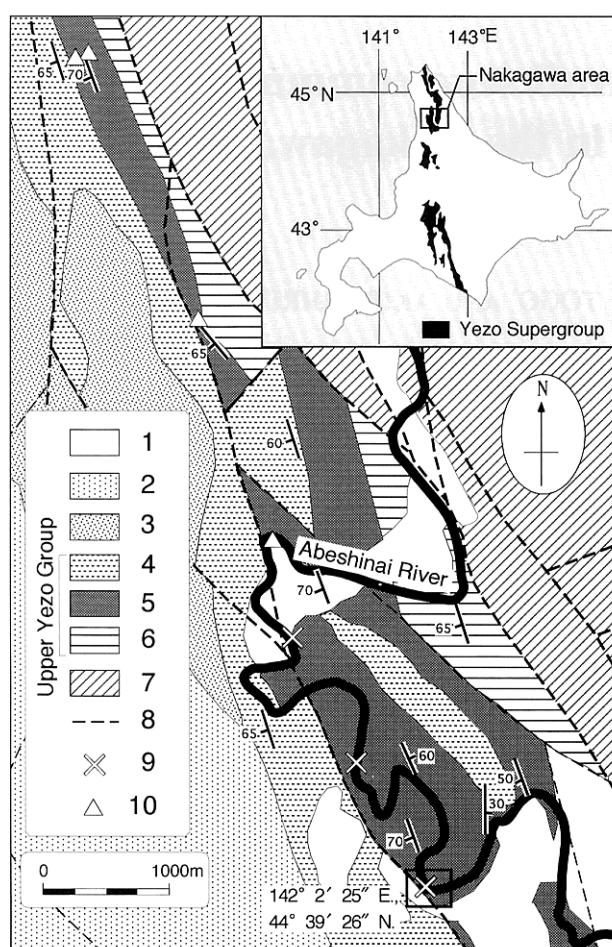 141°
143°E
45° N
Nakagawa area
43°
Yezo Supergroup
N
65
70
65
60
Abeshinai River
70
65
65
60
50
30
70
142° 2′ 25″ E.,
44° 39′ 26″ N.
Upper Yezo Group
1
2
3
4
5
6
7
8
9
10
0 1000m